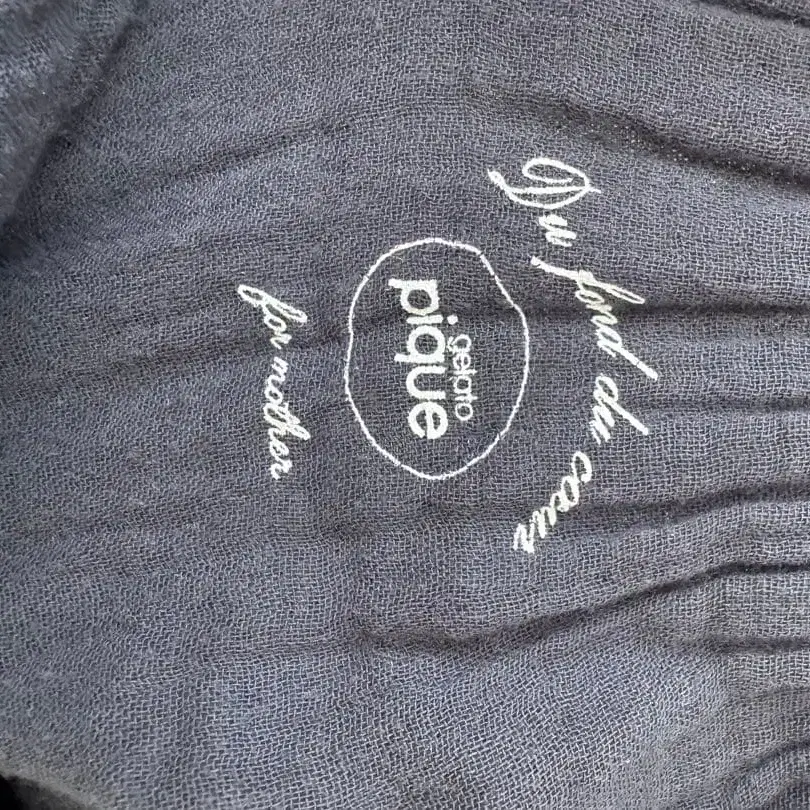 Du fond du cœur
gelato
pique
for mother